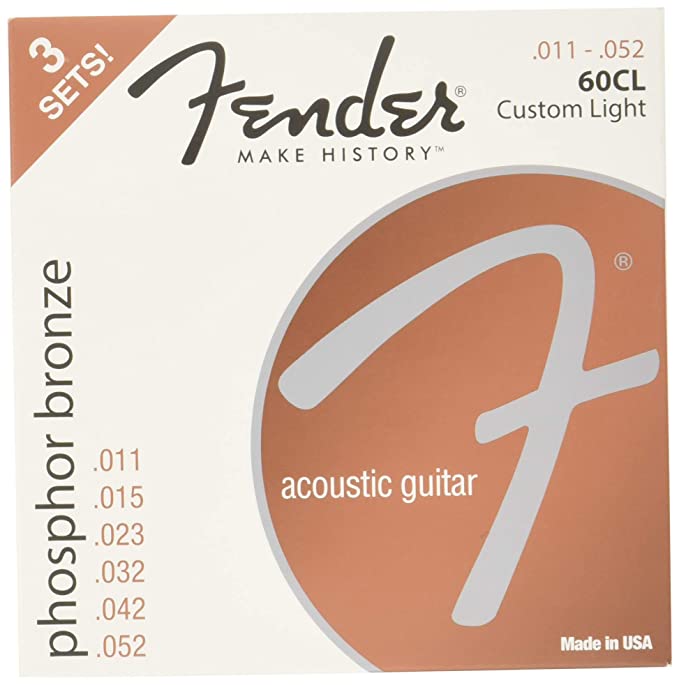 3
SETS!
Fender®
MAKE HISTORY™
.011 - .052
60CL
Custom Light
®
phosphor bronze
.011
.015
.023
.032
.042
.052
acoustic guitar
Made in USA